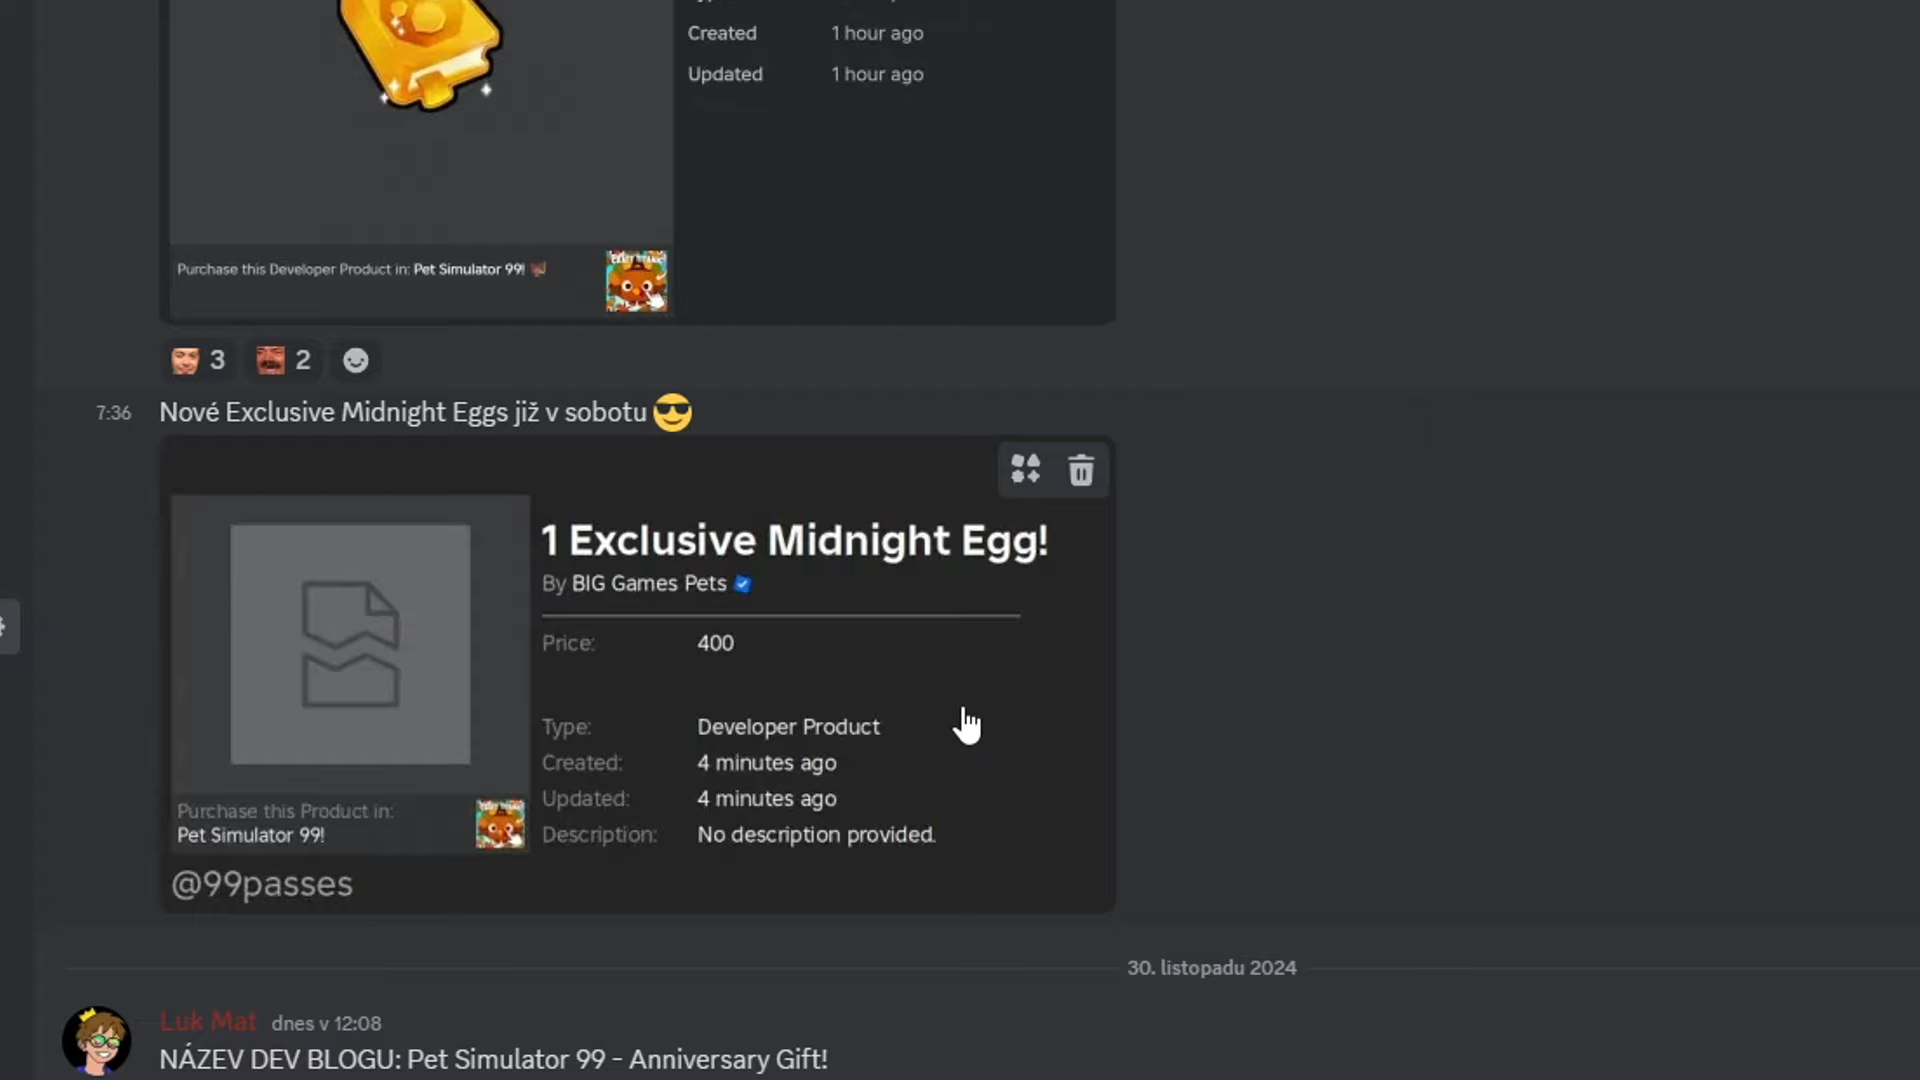 Created 1 hour ago
Updated 1 hour ago
Purchase this Developer Product in: Pet Simulator 99!
3 2
7:36 Nové Exclusive Midnight Eggs již v sobotu 😎
1 Exclusive Midnight Egg!
By BIG Games Pets
Price: 400
Type: Developer Product
Created: 4 minutes ago
Updated: 4 minutes ago
Description: No description provided.
Purchase this Product in:
Pet Simulator 99!
@99passes
30. listopadu 2024
Luk Mat dnes v 12:08
NÁZEV DEV BLOGU: Pet Simulator 99 - Anniversary Gift!